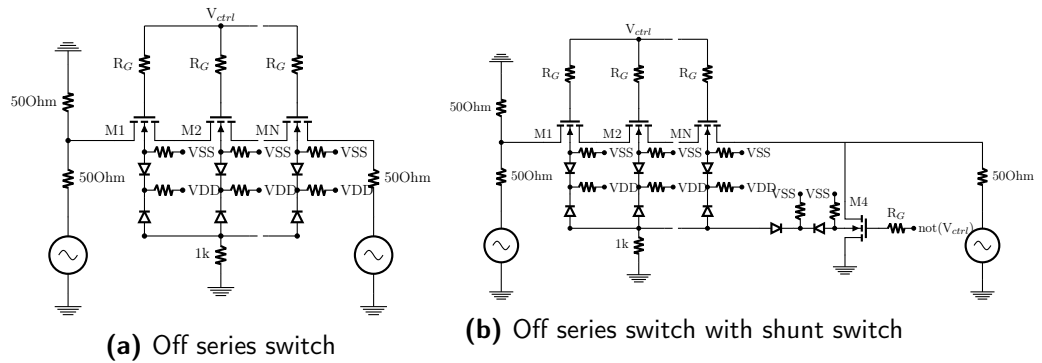 V_ctrl
R_G R_G R_G
50Ohm
M1 M2 MN
VSS VSS VSS
50Ohm
VDD VDD VDD
50Ohm
1k
(a) Off series switch
V_ctrl
R_G R_G R_G
50Ohm
M1 M2 MN
VSS VSS VSS
50Ohm
VDD VDD VDD
50Ohm
VSS VSS
M4
R_G
not(V_ctrl)
1k
(b) Off series switch with shunt switch